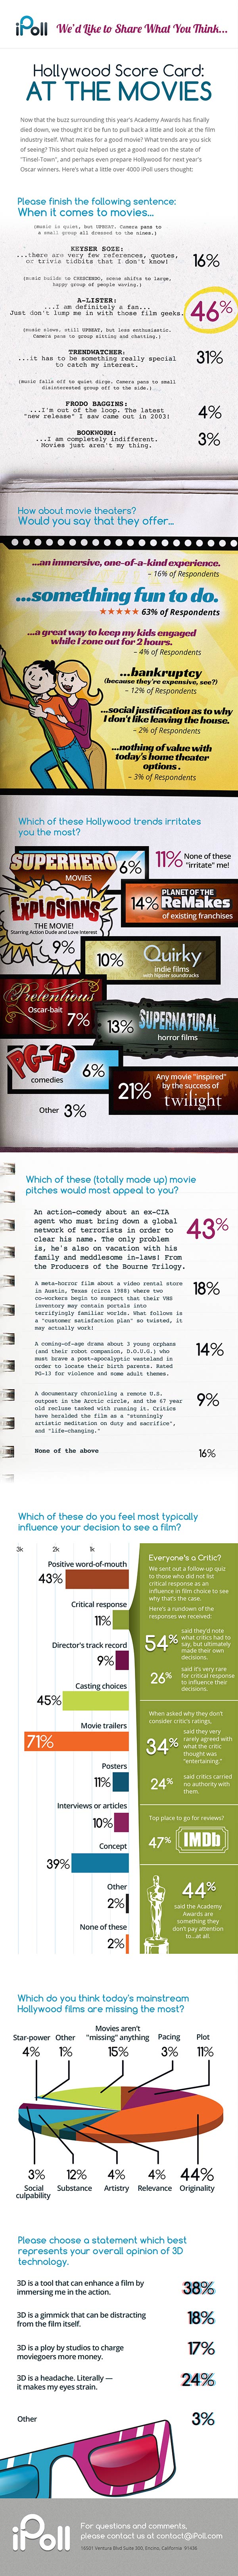 iPoll We'd Like to Share What You Think...
Hollywood Score Card:
AT THE MOVIES
Now that the buzz surrounding this year's Academy Awards has finally
died down, we thought it'd be fun to pull back a little and look at the film
industry itself. What makes for a good movie? What trends are you sick
of seeing? This short quiz helped us get a good read on the status of
"Tinsel-Town", and perhaps even prepare Hollywood for next year's
Oscar winners. Here's what a little over 4000 iPoll users thought:
Please finish the following sentence:
When it comes to movies...
(music is quiet, but UPBEAT. Camera pans to
a small group all dressed to the nines.)
KEYSER SOZE:
...there are very few references, quotes,
or trivia tidbits that I don't know!
16%
(music builds to CRESCENDO, scene shifts to large,
happy group of people waving.)
A-LISTER:
...I am definitely a fan...
Just don't lump me in with those film geeks.
46%
(music slows, still UPBEAT, but less enthusiastic.
Camera pans to group sitting and chatting.)
TRENDWATCHER:
...it has to be something really special
to catch my interest.
31%
(music falls off to quiet dirge. Camera pans to small
disinterested group off to the side.)
FRODO BAGGINS:
...I'm out of the loop. The latest
"new release" I saw came out in 2003!
4%
BOOKWORM:
...I am completely indifferent.
Movies just aren't my thing.
3%
How about movie theaters?
Would you say that they offer...
...an immersive, one-of-a-kind experience.
- 16% of Respondents
...something fun to do.
★★★★★ 63% of Respondents
...a great way to keep my kids engaged
while I zone out for 2 hours.
- 4% of Respondents
...bankruptcy
(because they're expensive, see?)
- 12% of Respondents
...social justification as to why
I don't like leaving the house.
- 2% of Respondents
...nothing of value with
today's home theater
options.
- 3% of Respondents
Which of these Hollywood trends irritates
you the most?
SUPERHERO
MOVIES
6%
11% None of these
"irritate" me!
EXPLOSIONS
THE MOVIE!
Starring Action Dude and Love Interest
9%
14% PLANET OF THE
ReMakes
of existing franchises
10% Quirky
indie films
with hipster soundtracks
Pretentious
Oscar-bait
7%
13% SUPERNATURAL
horror films
PG-13
comedies
6%
21% Any movie "inspired"
by the success of
twilight
Other 3%
Which of these (totally made up) movie
pitches would most appeal to you?
An action-comedy about an ex-CIA
agent who must bring down a global
network of terrorists in order to
clear his name. The only problem
is, he's also on vacation with his
family and meddlesome in-laws! From
the Producers of the Bourne Trilogy.
43%
A meta-horror film about a video rental store
in Austin, Texas (circa 1988) where two
co-workers begin to suspect that their VHS
inventory may contain portals into
terrifyingly familiar worlds. What follows is
a "customer satisfaction plan" so twisted, it
may actually work!
18%
A coming-of-age drama about 3 young orphans
(and their robot companion, D.O.U.G.) who
must brave a post-apocalyptic wasteland in
order to locate their birth parents. Rated
PG-13 for violence and some adult themes.
14%
A documentary chronicling a remote U.S.
outpost in the Arctic circle, and the 67 year
old recluse tasked with running it. Critics
have heralded the film as a "stunningly
artistic meditation on duty and sacrifice",
and "life-changing."
9%
None of the above
16%
Which of these do you feel most typically
influence your decision to see a film?
3k 2k 1k
Positive word-of-mouth
43%
Critical response
11%
Director's track record
9%
Casting choices
45%
Movie trailers
71%
Posters
11%
Interviews or articles
10%
Concept
39%
Other
2%
None of these
2%
Everyone's a Critic?
We sent out a follow-up quiz
to those who did not list
critical response as an
influence in film choice to see
why that's the case.
Here's a rundown of the
responses we received:
54% said they'd note
what critics had to
say, but ultimately
made their own
decisions.
26% said it's very rare
for critical response
to influence their
decisions.
When asked why they don't
consider critic's ratings,
34% said they very
rarely agreed with
what the critic
thought was
"entertaining."
24% said critics carried
no authority with
them.
Top place to go for reviews?
47% IMDb
44%
said the Academy
Awards are
something they
don't pay attention
to...at all.
Which do you think today's mainstream
Hollywood films are missing the most?
Star-power 4%
Other 1%
Movies aren't
"missing" anything
15%
Pacing 3%
Plot 11%
3% Social
culpability
12% Substance
4% Artistry
4% Relevance
44% Originality
Please choose a statement which best
represents your overall opinion of 3D
technology.
3D is a tool that can enhance a film by
immersing me in the action.
38%
3D is a gimmick that can be distracting
from the film itself.
18%
3D is a ploy by studios to charge
moviegoers more money.
17%
3D is a headache. Literally —
it makes my eyes strain.
24%
Other
3%
iPoll
For questions and comments,
please contact us at contact@iPoll.com
16501 Ventura Blvd Suite 300, Encino, California 91436